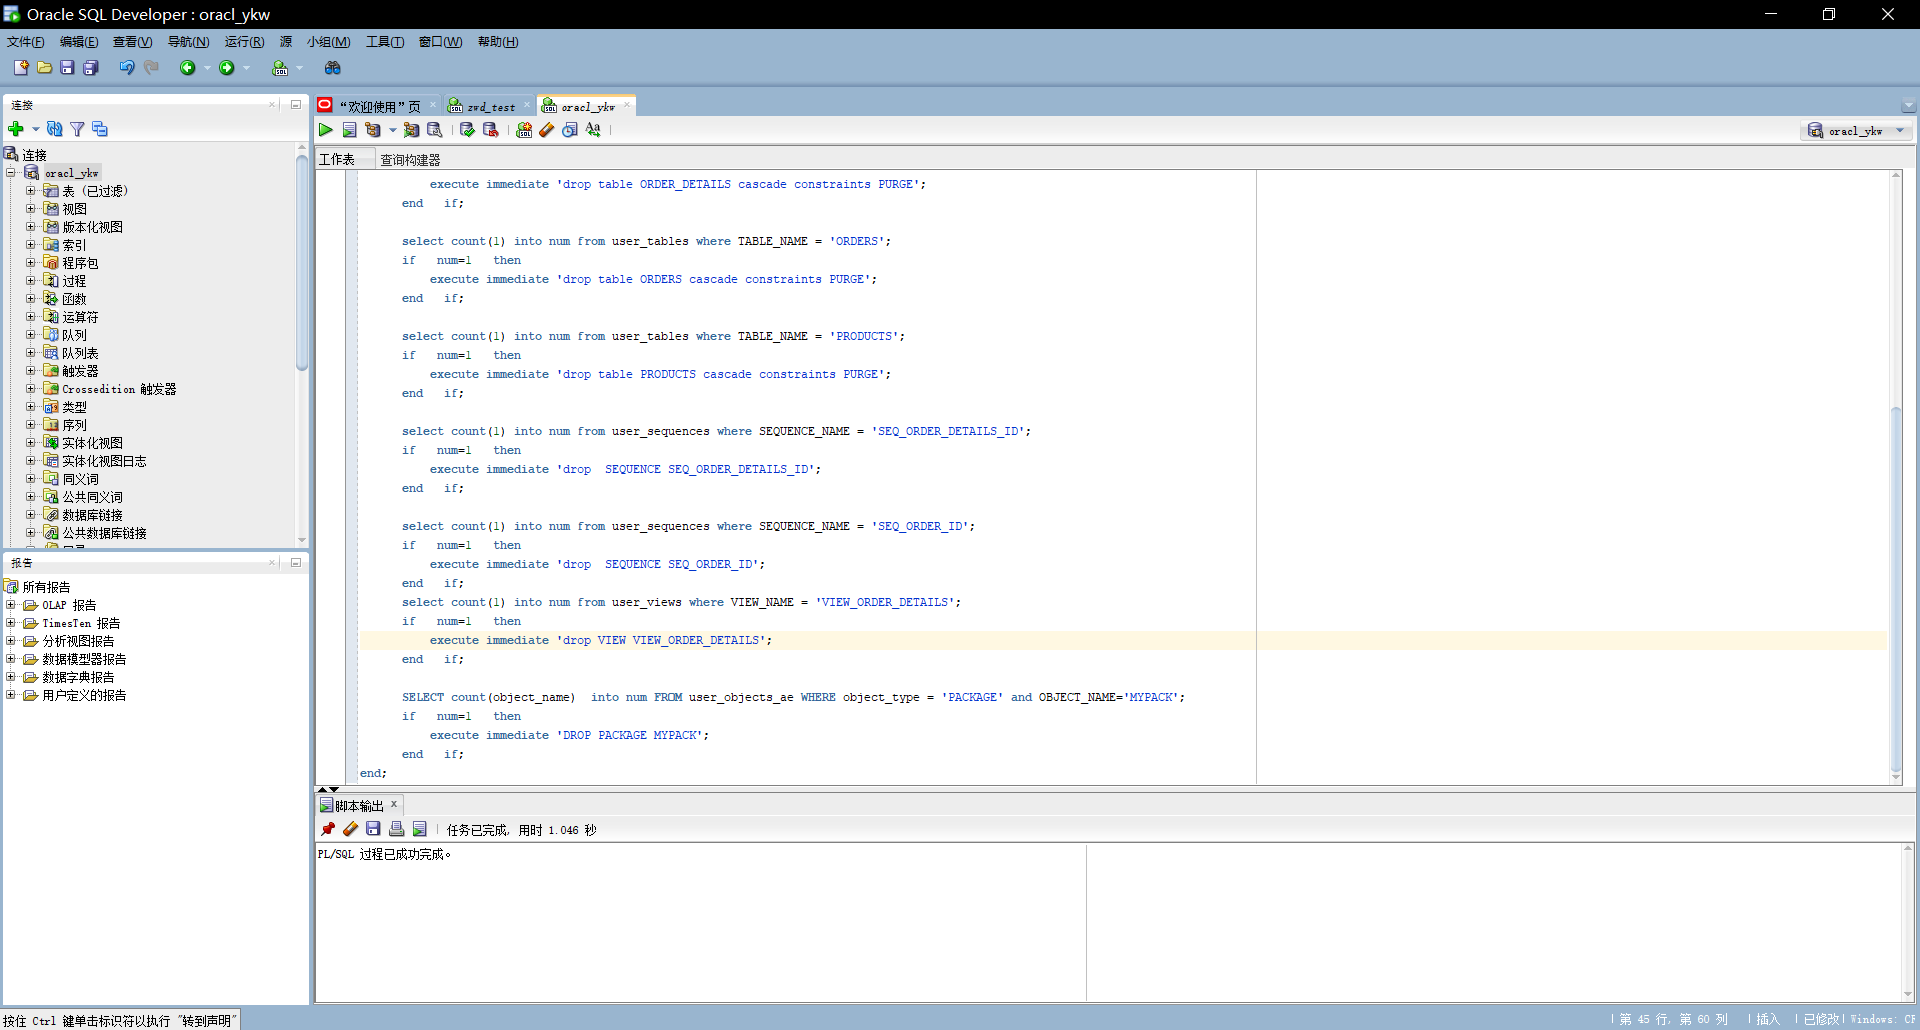 Oracle SQL Developer : oracl_ykw
文件(F) 编辑(E) 查看(V) 导航(N) 运行(R) 源 小组(M) 工具(T) 窗口(W) 帮助(H)
连接
连接
oracl_ykw
表 (已过滤)
视图
版本化视图
索引
程序包
过程
函数
运算符
队列
队列表
触发器
Crossedition 触发器
类型
序列
实体化视图
实体化视图日志
同义词
公共同义词
数据库链接
公共数据库链接
报告
所有报告
OLAP 报告
TimesTen 报告
分析视图报告
数据模型器报告
数据字典报告
用户定义的报告
“欢迎使用”页 zwd_test oracl_ykw
oracl_ykw
工作表 查询构建器
execute immediate 'drop table ORDER_DETAILS cascade constraints PURGE';
end   if;
select count(1) into num from user_tables where TABLE_NAME = 'ORDERS';
if   num=1   then
execute immediate 'drop table ORDERS cascade constraints PURGE';
end   if;
select count(1) into num from user_tables where TABLE_NAME = 'PRODUCTS';
if   num=1   then
execute immediate 'drop table PRODUCTS cascade constraints PURGE';
end   if;
select count(1) into num from user_sequences where SEQUENCE_NAME = 'SEQ_ORDER_DETAILS_ID';
if   num=1   then
execute immediate 'drop  SEQUENCE SEQ_ORDER_DETAILS_ID';
end   if;
select count(1) into num from user_sequences where SEQUENCE_NAME = 'SEQ_ORDER_ID';
if   num=1   then
execute immediate 'drop  SEQUENCE SEQ_ORDER_ID';
end   if;
select count(1) into num from user_views where VIEW_NAME = 'VIEW_ORDER_DETAILS';
if   num=1   then
execute immediate 'drop VIEW VIEW_ORDER_DETAILS';
end   if;
SELECT count(object_name)  into num FROM user_objects_ae WHERE object_type = 'PACKAGE' and OBJECT_NAME='MYPACK';
if   num=1   then
execute immediate 'DROP PACKAGE MYPACK';
end   if;
end;
脚本输出 x
任务已完成, 用时 1.046 秒
PL/SQL 过程已成功完成。
按住 Ctrl 键单击标识符以执行 "转到声明"
第 45 行, 第 60 列 插入 已修改 Windows: CF